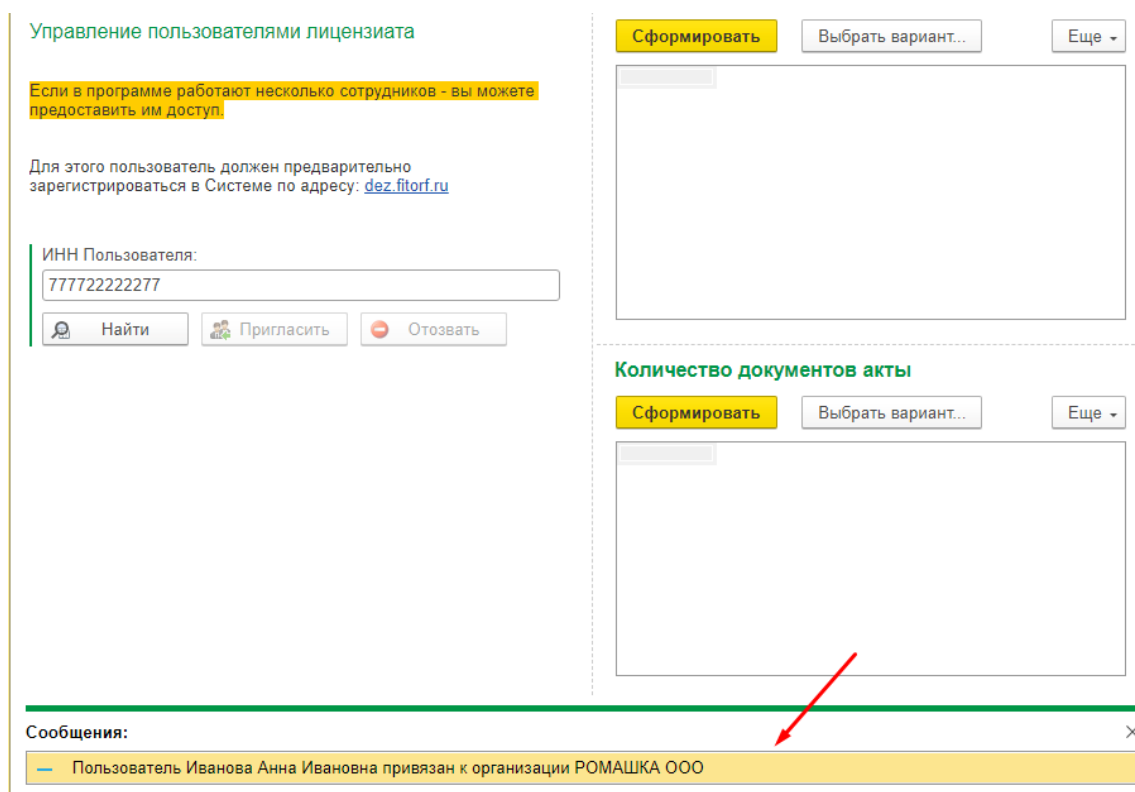 Управление пользователями лицензиата
Если в программе работают несколько сотрудников - вы можете
предоставить им доступ.
Для этого пользователь должен предварительно
зарегистрироваться в Системе по адресу: dez.fitorf.ru
ИНН Пользователя:
777722222277
Найти Пригласить Отозвать
Сформировать Выбрать вариант... Еще
Количество документов акты
Сформировать Выбрать вариант... Еще
Сообщения:
Пользователь Иванова Анна Ивановна привязан к организации РОМАШКА ООО